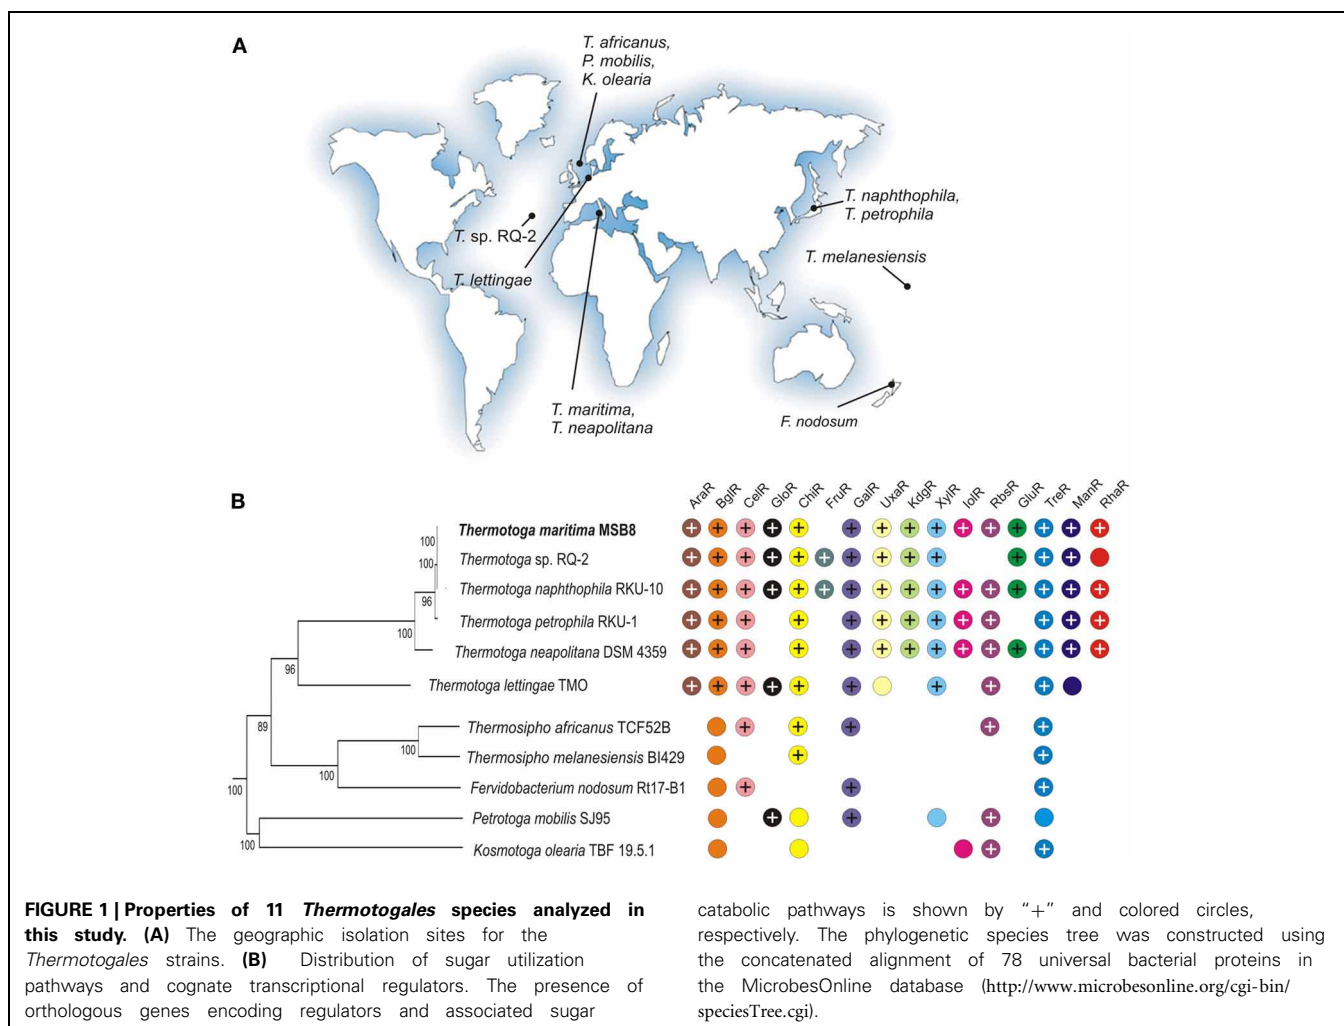 A
T. africanus,
P. mobilis,
K. olearia
T. naphthophila,
T. petrophila
T. sp. RQ-2
T. melanesiensis
T. lettingae
T. maritima,
T. neapolitana
F. nodosum
B
AraR BglR CelR GloR ChiR FruR GalR UxaR KdgR XylR IolR RbsR GluR TreR ManR RhaR
Thermotoga maritima MSB8 + + + + + + + + + + + + + + +
100
Thermotoga sp. RQ-2 + + + + + + + + + + + + +
100
Thermotoga naphthophila RKU-10 + + + + + + + + + + + + + + + +
96
Thermotoga petrophila RKU-1 + + + + + + + + + + + + +
100
Thermotoga neapolitana DSM 4359 + + + + + + + + + + + + + +
96
Thermotoga lettingae TMO + + + + + + + + +
89
Thermosipho africanus TCF52B + + + + +
100
Thermosipho melanesiensis BI429 + +
100
Fervidobacterium nodosum Rt17-B1 + + +
100
Petrotoga mobilis SJ95 + + +
100
Kosmotoga olearia TBF 19.5.1 + +
FIGURE 1 | Properties of 11 Thermotogales species analyzed in
this study. (A) The geographic isolation sites for the
Thermotogales strains. (B) Distribution of sugar utilization
pathways and cognate transcriptional regulators. The presence of
orthologous genes encoding regulators and associated sugar
catabolic pathways is shown by “+” and colored circles,
respectively. The phylogenetic species tree was constructed using
the concatenated alignment of 78 universal bacterial proteins in
the MicrobesOnline database (http://www.microbesonline.org/cgi-bin/
speciesTree.cgi).